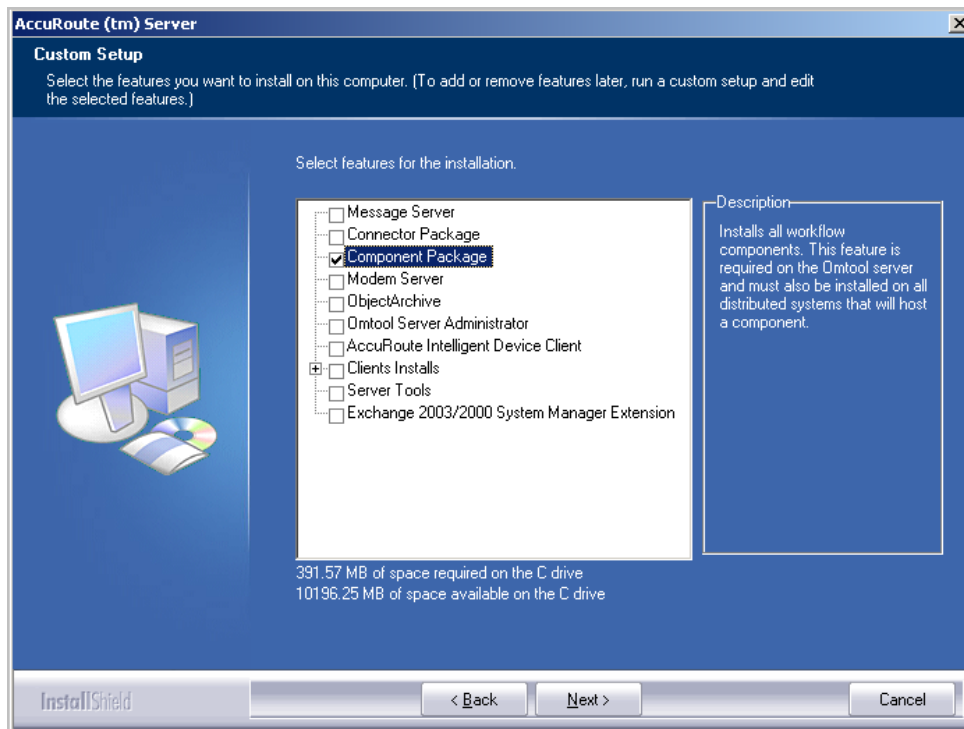 AccuRoute (tm) Server
Custom Setup
Select the features you want to install on this computer. (To add or remove features later, run a custom setup and edit
the selected features.)
Select features for the installation.
Message Server
Connector Package
Component Package
Modem Server
ObjectArchive
Omtool Server Administrator
AccuRoute Intelligent Device Client
Clients Installs
Server Tools
Exchange 2003/2000 System Manager Extension
Description
Installs all workflow
components. This feature is
required on the Omtool server
and must also be installed on all
distributed systems that will host
a component.
391.57 MB of space required on the C drive
10196.25 MB of space available on the C drive
InstallShield
< Back
Next >
Cancel